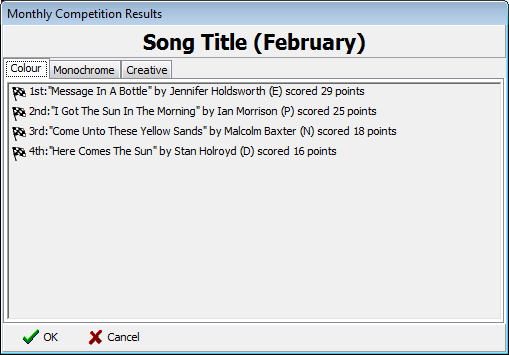 Monthly Competition Results
Song Title (February)
Colour Monochrome Creative
1st:"Message In A Bottle" by Jennifer Holdsworth (E) scored 29 points
2nd:"I Got The Sun In The Morning" by Ian Morrison (P) scored 25 points
3rd:"Come Unto These Yellow Sands" by Malcolm Baxter (N) scored 18 points
4th:"Here Comes The Sun" by Stan Holroyd (D) scored 16 points
OK Cancel